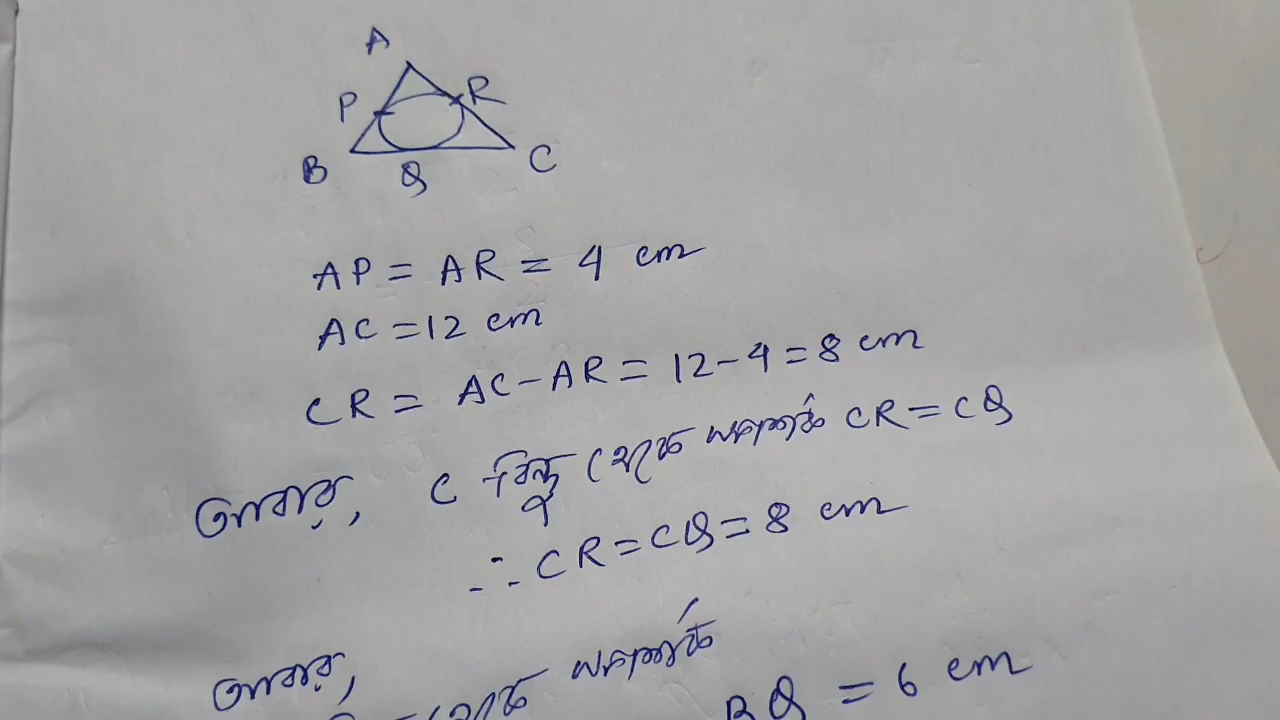 A
P R
B Q C
AP = AR = 4 cm
AC = 12 cm
CR = AC - AR = 12 - 4 = 8 cm
আবার, C বিন্দু থেকে স্পর্শক CR = CQ
∴ CR = CQ = 8 cm
আবার,
থেকে স্পর্শক
BQ = 6 cm